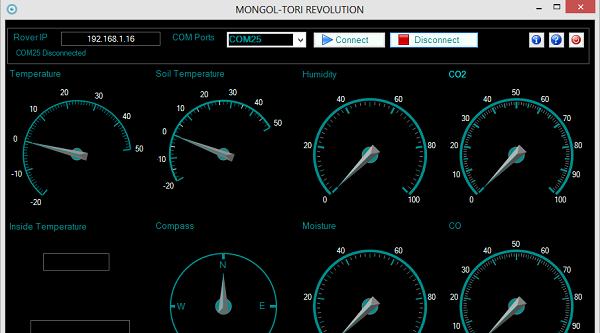 MONGOL-TORI REVOLUTION
Rover IP 192.168.1.16 COM Ports COM25 Connect Disconnect
COM25 Disconnected
Temperature Soil Temperature Humidity CO2
-20 -10 0 10 20 30 40 50
-20 -10 0 10 20 30 40 50
0 20 40 60 80 100
0 10 20 30 40 50 60 70 80 90 100
Inside Temperature Compass Moisture CO
N W E
20 40 60 80
10 20 30 40 50 60 70 80 90